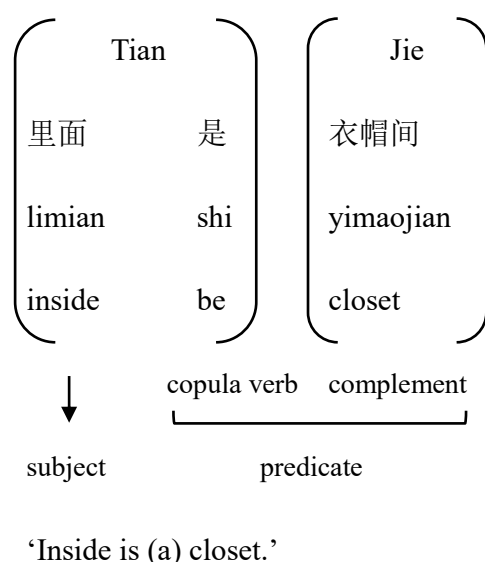 Tian Jie
里面 是 衣帽间
limian shi yimaojian
inside be closet
copula verb complement
subject predicate
‘Inside is (a) closet.’